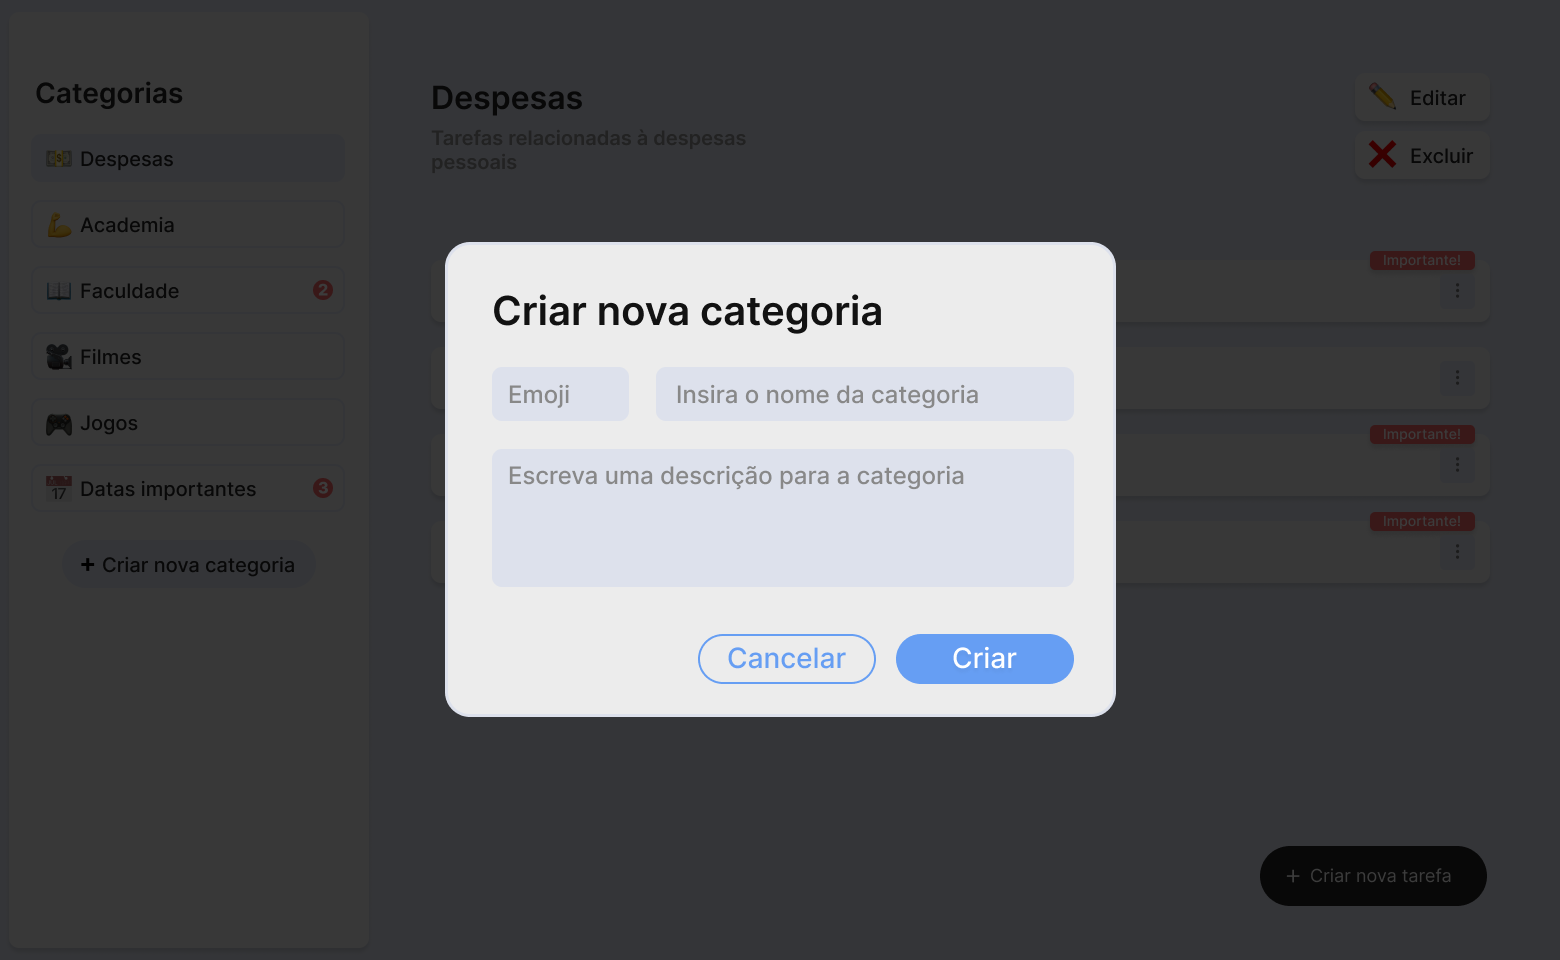 Categorias
Despesas
Academia
Faculdade 2
Filmes
Jogos
Datas importantes 3
+ Criar nova categoria
Despesas
Tarefas relacionadas à despesas
pessoais
Editar
Excluir
Importante!
Importante!
Importante!
Criar nova categoria
Emoji
Insira o nome da categoria
Escreva uma descrição para a categoria
Cancelar
Criar
+ Criar nova tarefa